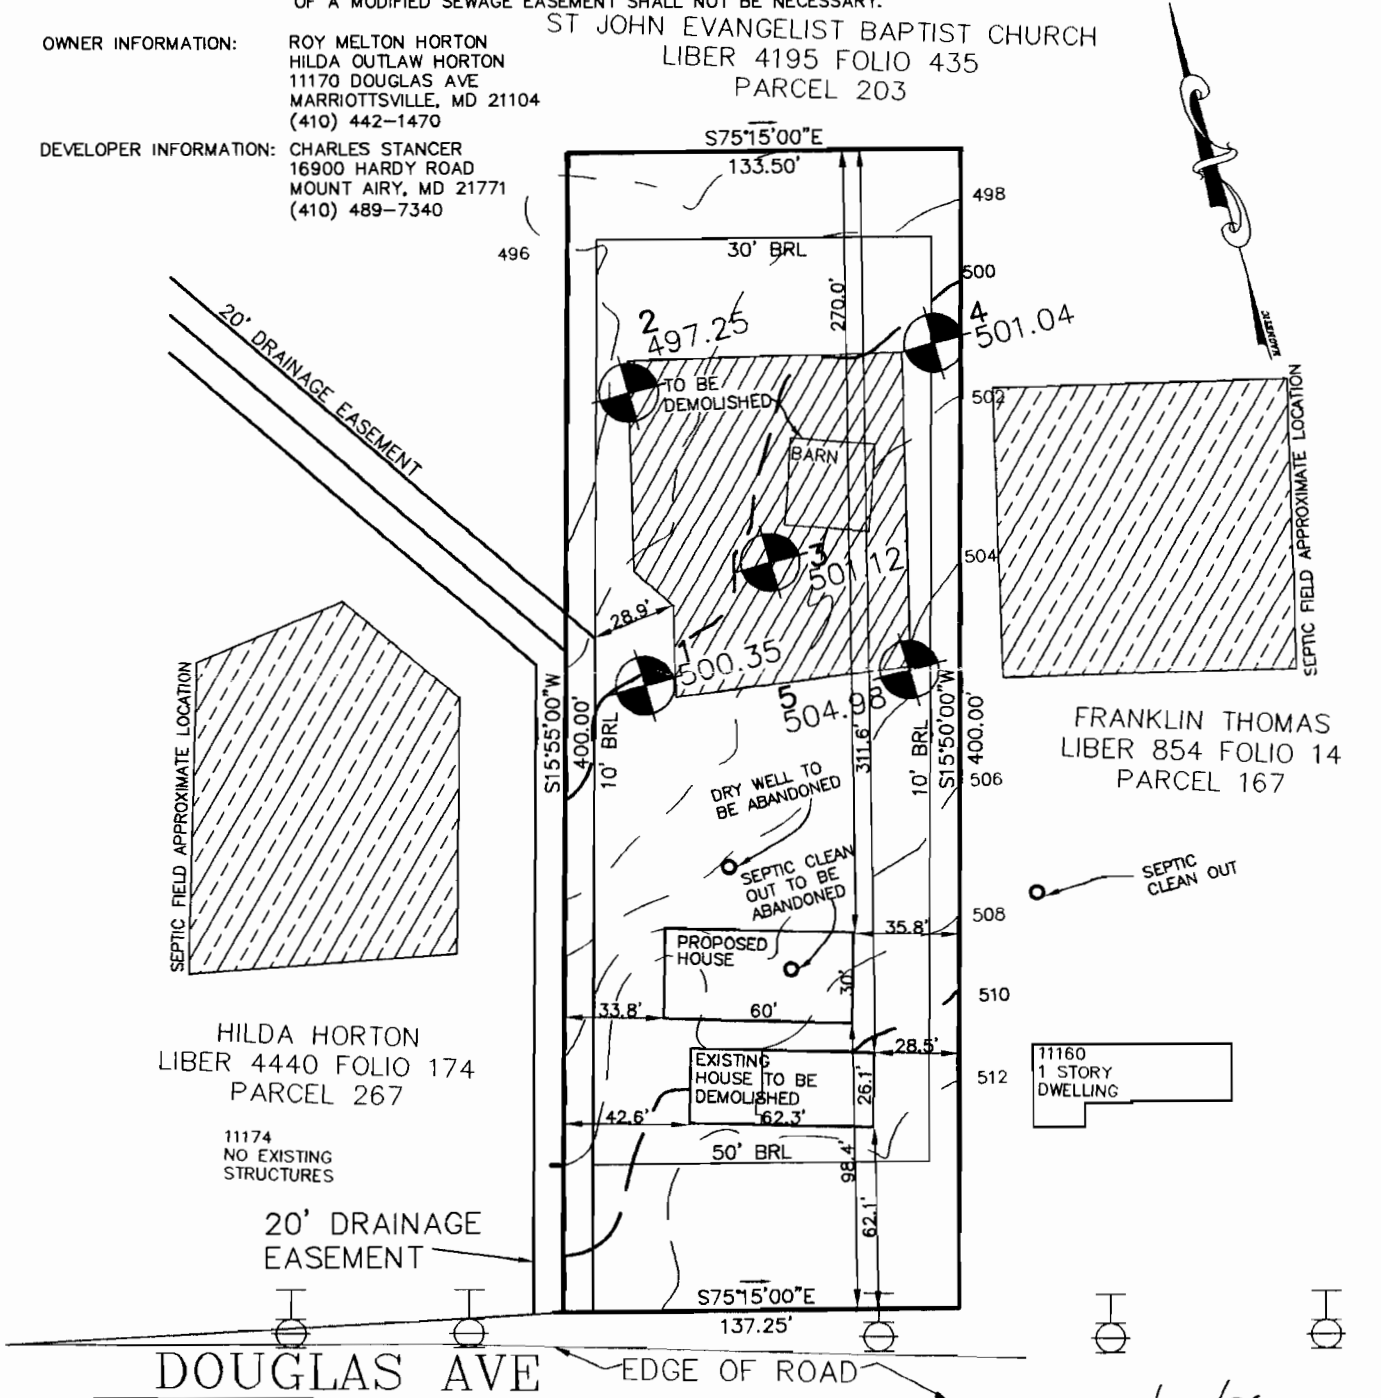 OF A MODIFIED SEWAGE EASEMENT SHALL NOT BE NECESSARY.
OWNER INFORMATION:
ROY MELTON HORTON
HILDA OUTLAW HORTON
11170 DOUGLAS AVE
MARRIOTTSVILLE, MD 21104
(410) 442-1470
DEVELOPER INFORMATION:
CHARLES STANCER
16900 HARDY ROAD
MOUNT AIRY, MD 21771
(410) 489-7340
ST JOHN EVANGELIST BAPTIST CHURCH
LIBER 4195 FOLIO 435
PARCEL 203
S75°15'00"E
133.50'
498
496
30' BRL
500
270.0'
20' DRAINAGE EASEMENT
2
497.25
4
501.04
MAGNETIC
TO BE
DEMOLISHED
502
BARN
SEPTIC FIELD APPROXIMATE LOCATION
3
501.12
504
28.9'
1
500.35
5
504.98
SEPTIC FIELD APPROXIMATE LOCATION
S15°55'00"W
400.00'
10' BRL
311.6'
10' BRL
S15°50'00"W
400.00'
FRANKLIN THOMAS
LIBER 854 FOLIO 14
PARCEL 167
506
DRY WELL TO
BE ABANDONED
SEPTIC CLEAN
OUT TO BE
ABANDONED
SEPTIC
CLEAN OUT
508
35.8'
PROPOSED
HOUSE
30'
510
33.8'
60'
HILDA HORTON
LIBER 4440 FOLIO 174
PARCEL 267
28.5'
EXISTING
HOUSE TO BE
DEMOLISHED
26.1'
512
11160
1 STORY
DWELLING
42.6'
62.3'
11174
NO EXISTING
STRUCTURES
50' BRL
98.4'
62.1'
20' DRAINAGE
EASEMENT
S75°15'00"E
137.25'
DOUGLAS AVE
EDGE OF ROAD